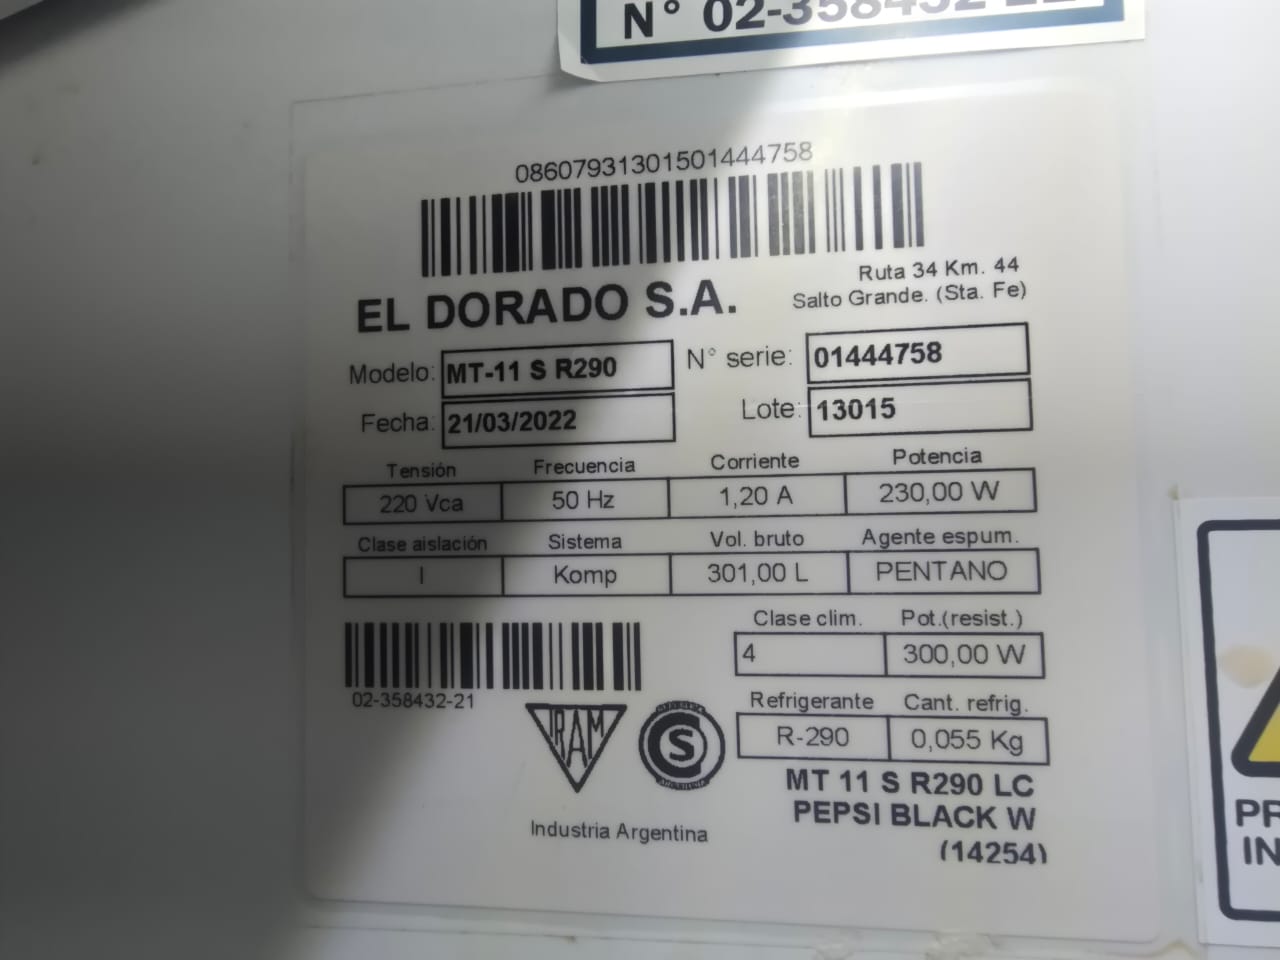 N° 02-358432-
08607931301501444758
EL DORADO S.A.
Ruta 34 Km. 44
Salto Grande. (Sta. Fe)
Modelo: MT-11 S R290 N° serie: 01444758
Fecha: 21/03/2022 Lote: 13015
Tensión Frecuencia Corriente Potencia
220 Vca 50 Hz 1,20 A 230,00 W
Clase aislación Sistema Vol. bruto Agente espum.
I Komp 301,00 L PENTANO
Clase clim. Pot.(resist.)
4 300,00 W
02-358432-21
Refrigerante Cant. refrig.
R-290 0,055 Kg
IRAM
S
MT 11 S R290 LC
PEPSI BLACK W
(14254)
Industria Argentina
PR
IN